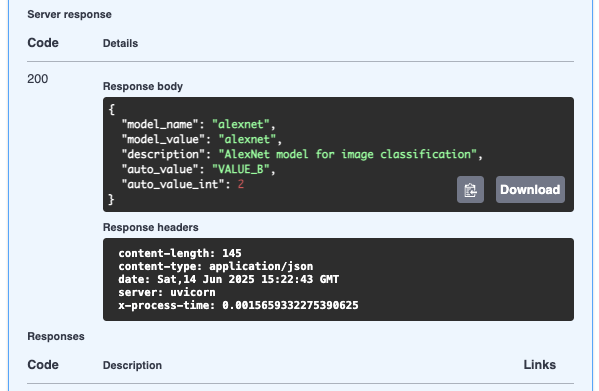 Server response
Code Details
200
Response body
{
  "model_name": "alexnet",
  "model_value": "alexnet",
  "description": "AlexNet model for image classification",
  "auto_value": "VALUE_B",
  "auto_value_int": 2
}
Download
Response headers
content-length: 145
content-type: application/json
date: Sat,14 Jun 2025 15:22:43 GMT
server: uvicorn
x-process-time: 0.0015659332275390625
Responses
Code Description Links